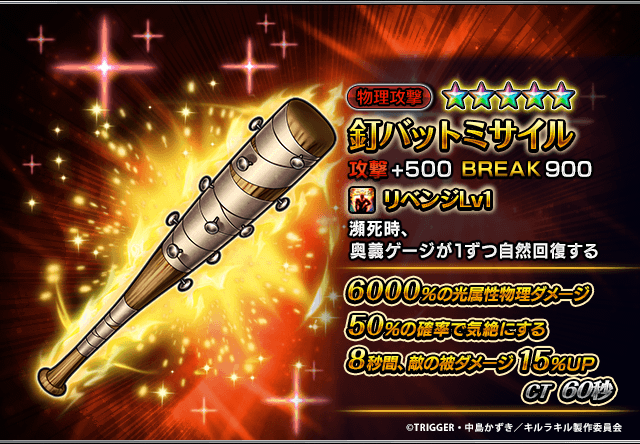 物理攻撃
釘バットミサイル
攻撃+500 BREAK 900
リベンジLv1
瀕死時、
奥義ゲージが1ずつ自然回復する
6000%の光属性物理ダメージ
50%の確率で気絶にする
8秒間、敵の被ダメージ15%UP
CT 60秒
©TRIGGER・中島かずき／キルラキル製作委員会